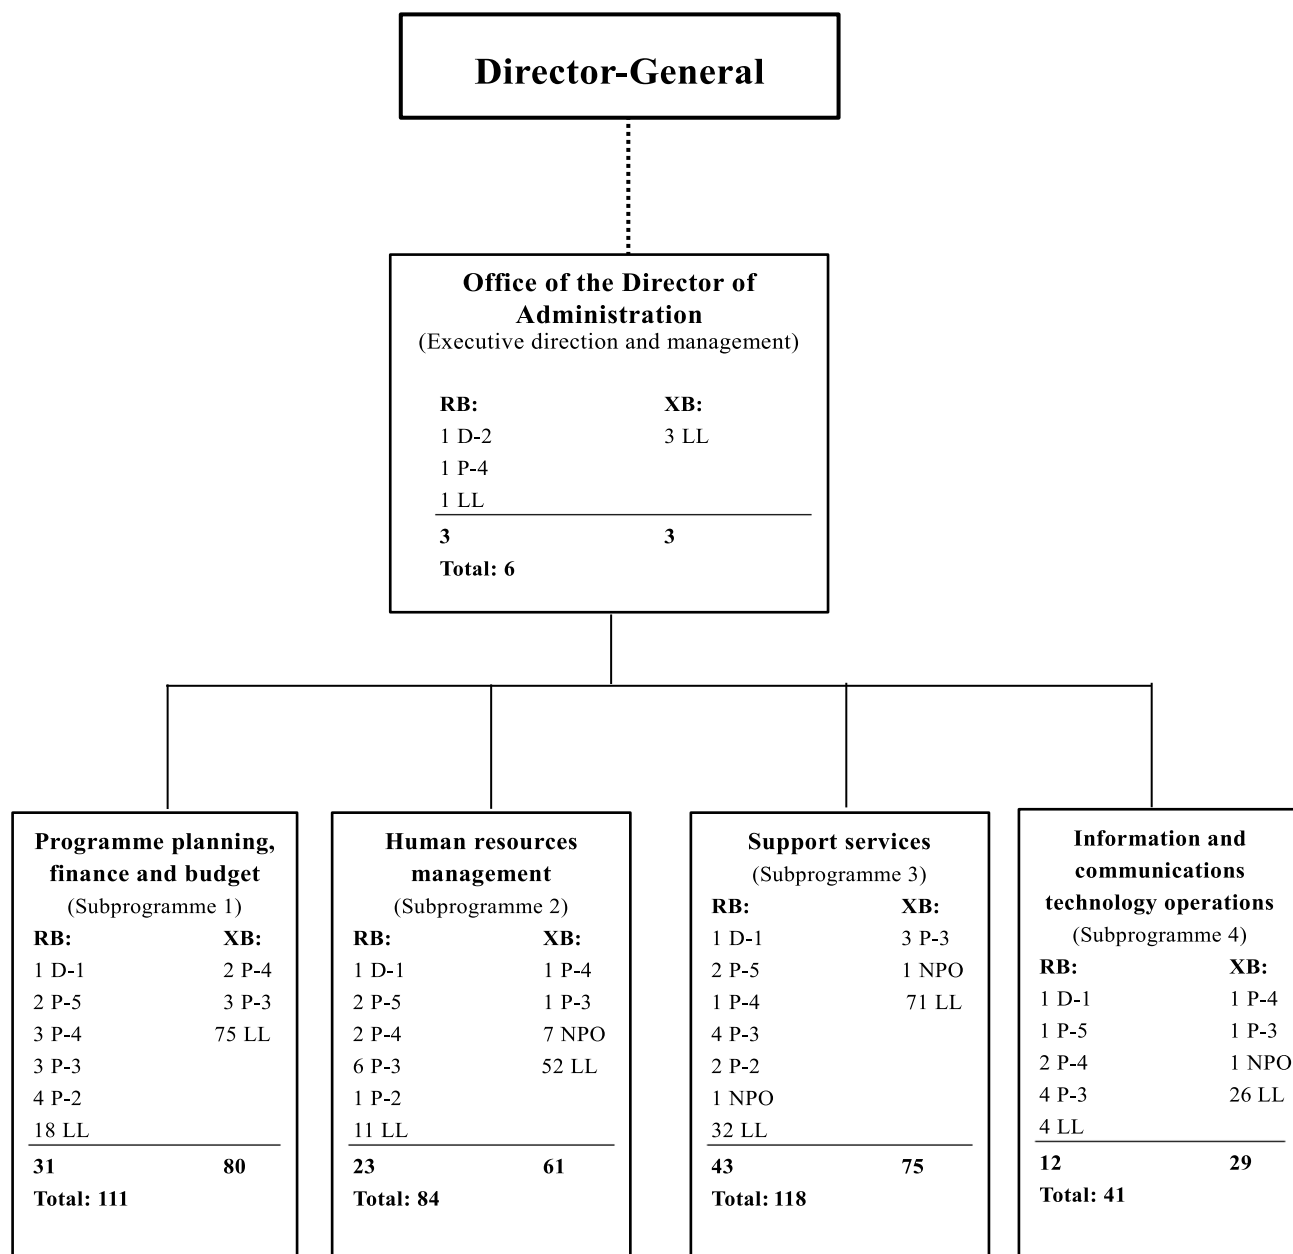 Director-General
Office of the Director of
Administration
(Executive direction and management)
RB: XB:
1 D-2 3 LL
1 P-4
1 LL
3 3
Total: 6
Programme planning,
finance and budget
(Subprogramme 1)
RB: XB:
1 D-1 2 P-4
2 P-5 3 P-3
3 P-4 75 LL
3 P-3
4 P-2
18 LL
31 80
Total: 111
Human resources
management
(Subprogramme 2)
RB: XB:
1 D-1 1 P-4
2 P-5 1 P-3
2 P-4 7 NPO
6 P-3 52 LL
1 P-2
11 LL
23 61
Total: 84
Support services
(Subprogramme 3)
RB: XB:
1 D-1 3 P-3
2 P-5 1 NPO
1 P-4 71 LL
4 P-3
2 P-2
1 NPO
32 LL
43 75
Total: 118
Information and
communications
technology operations
(Subprogramme 4)
RB: XB:
1 D-1 1 P-4
1 P-5 1 P-3
2 P-4 1 NPO
4 P-3 26 LL
4 LL
12 29
Total: 41